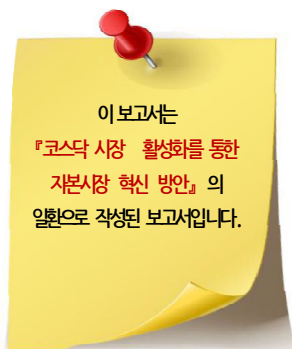 이 보고서는
『코스닥 시장 활성화를 통한
자본시장 혁신 방안』의
일환으로 작성된 보고서입니다.